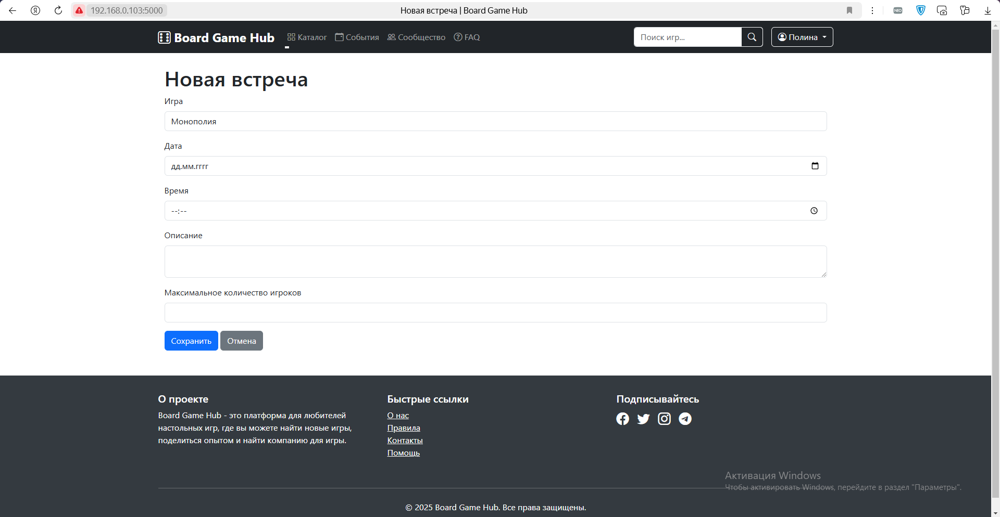 192.168.0.103:5000
Новая встреча | Board Game Hub
NEO
Board Game Hub
Каталог
События
Сообщество
FAQ
Поиск игр...
Полина
Новая встреча
Игра
Монополия
Дата
дд.мм.гггг
Время
--:--
Описание
Максимальное количество игроков
Сохранить
Отмена
О проекте
Board Game Hub - это платформа для любителей
настольных игр, где вы можете найти новые игры,
поделиться опытом и найти компанию для игры.
Быстрые ссылки
О нас
Правила
Контакты
Помощь
Подписывайтесь
Активация Windows
Чтобы активировать Windows, перейдите в раздел "Параметры".
© 2025 Board Game Hub. Все права защищены.